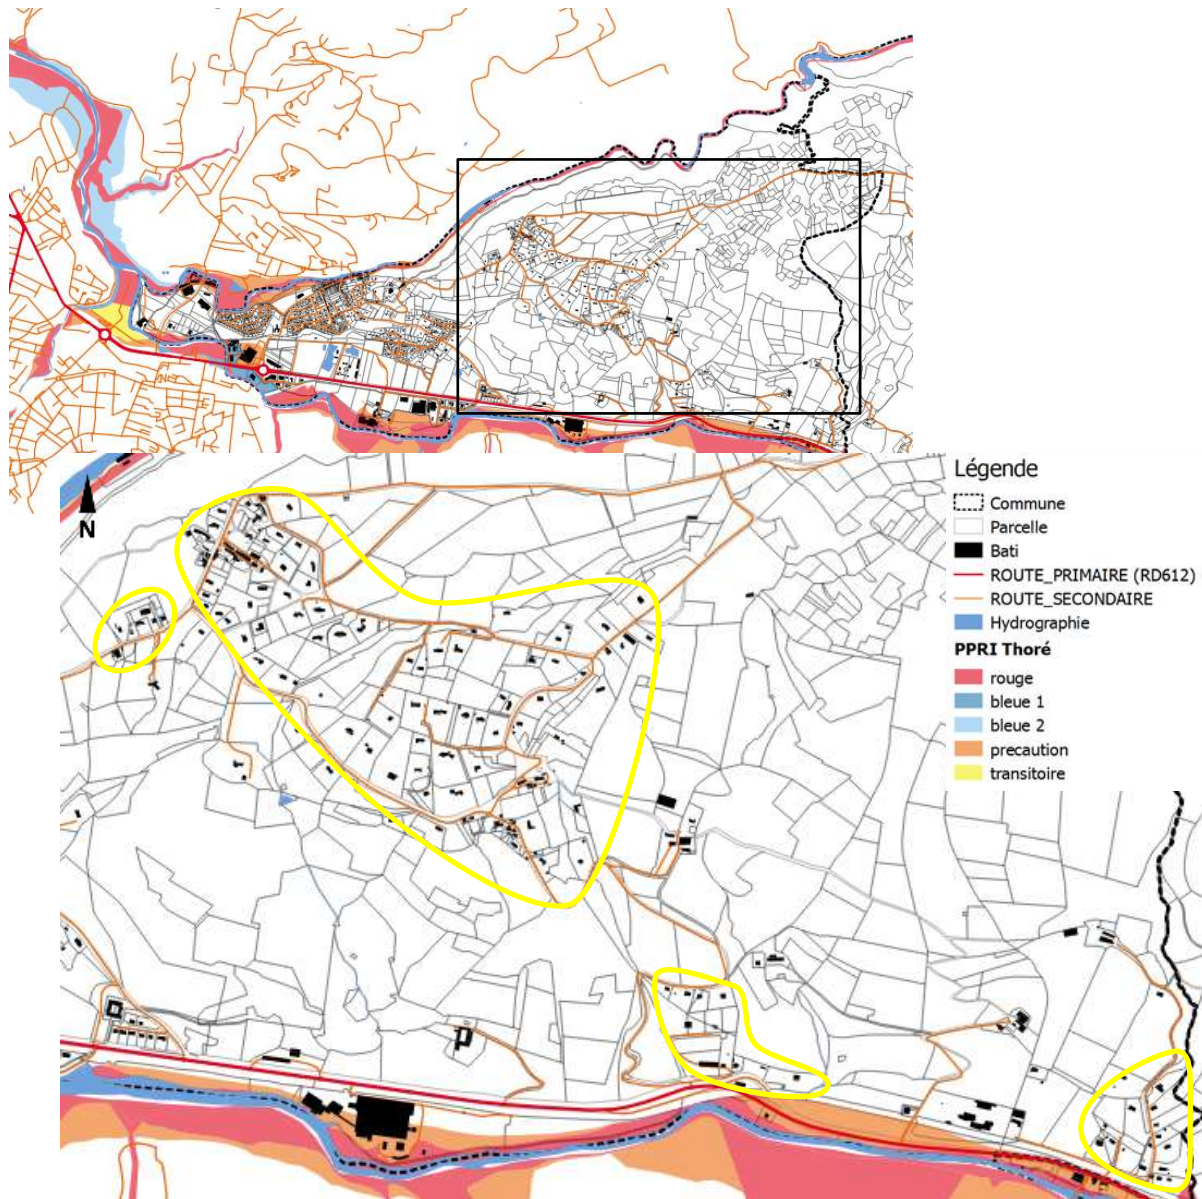 N
Légende
Commune
Parcelle
Bati
ROUTE_PRIMAIRE (RD612)
ROUTE_SECONDAIRE
Hydrographie
PPRI Thoré
rouge
bleue 1
bleue 2
precaution
transitoire